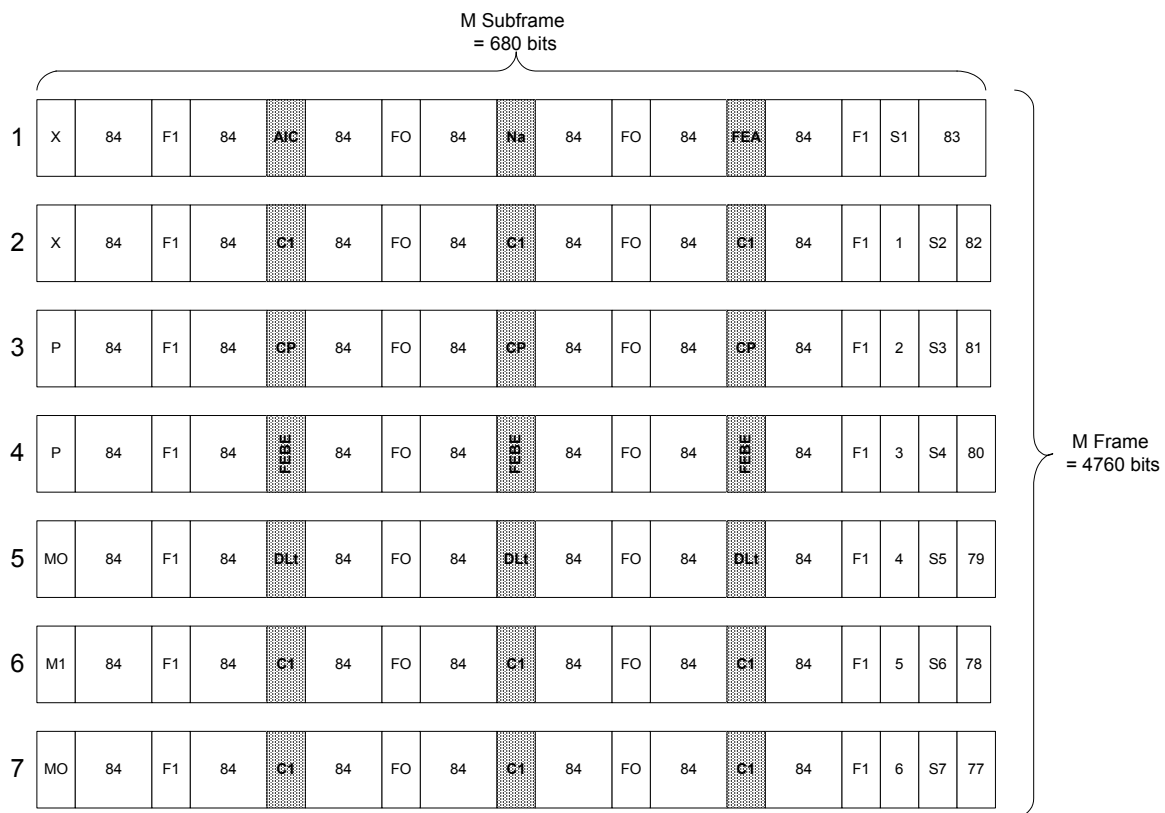 M Subframe
= 680 bits
1 X 84 F1 84 AIC 84 FO 84 Na 84 FO 84 FEA 84 F1 S1 83
2 X 84 F1 84 C1 84 FO 84 C1 84 FO 84 C1 84 F1 1 S2 82
3 P 84 F1 84 CP 84 FO 84 CP 84 FO 84 CP 84 F1 2 S3 81
4 P 84 F1 84 FEBE 84 FO 84 FEBE 84 FO 84 FEBE 84 F1 3 S4 80
M Frame
= 4760 bits
5 MO 84 F1 84 DLt 84 FO 84 DLt 84 FO 84 DLt 84 F1 4 S5 79
6 M1 84 F1 84 C1 84 FO 84 C1 84 FO 84 C1 84 F1 5 S6 78
7 MO 84 F1 84 C1 84 FO 84 C1 84 FO 84 C1 84 F1 6 S7 77